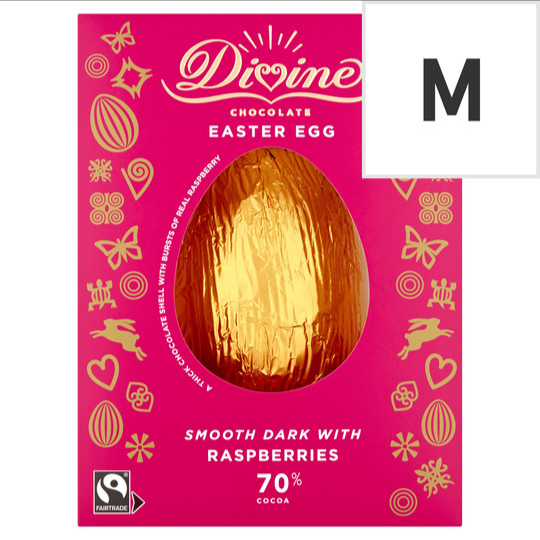 M
Divine
CHOCOLATE
EASTER EGG
A THICK CHOCOLATE SHELL WITH BURSTS OF REAL RASPBERRY
SMOOTH DARK WITH
RASPBERRIES
70%
COCOA
FAIRTRADE